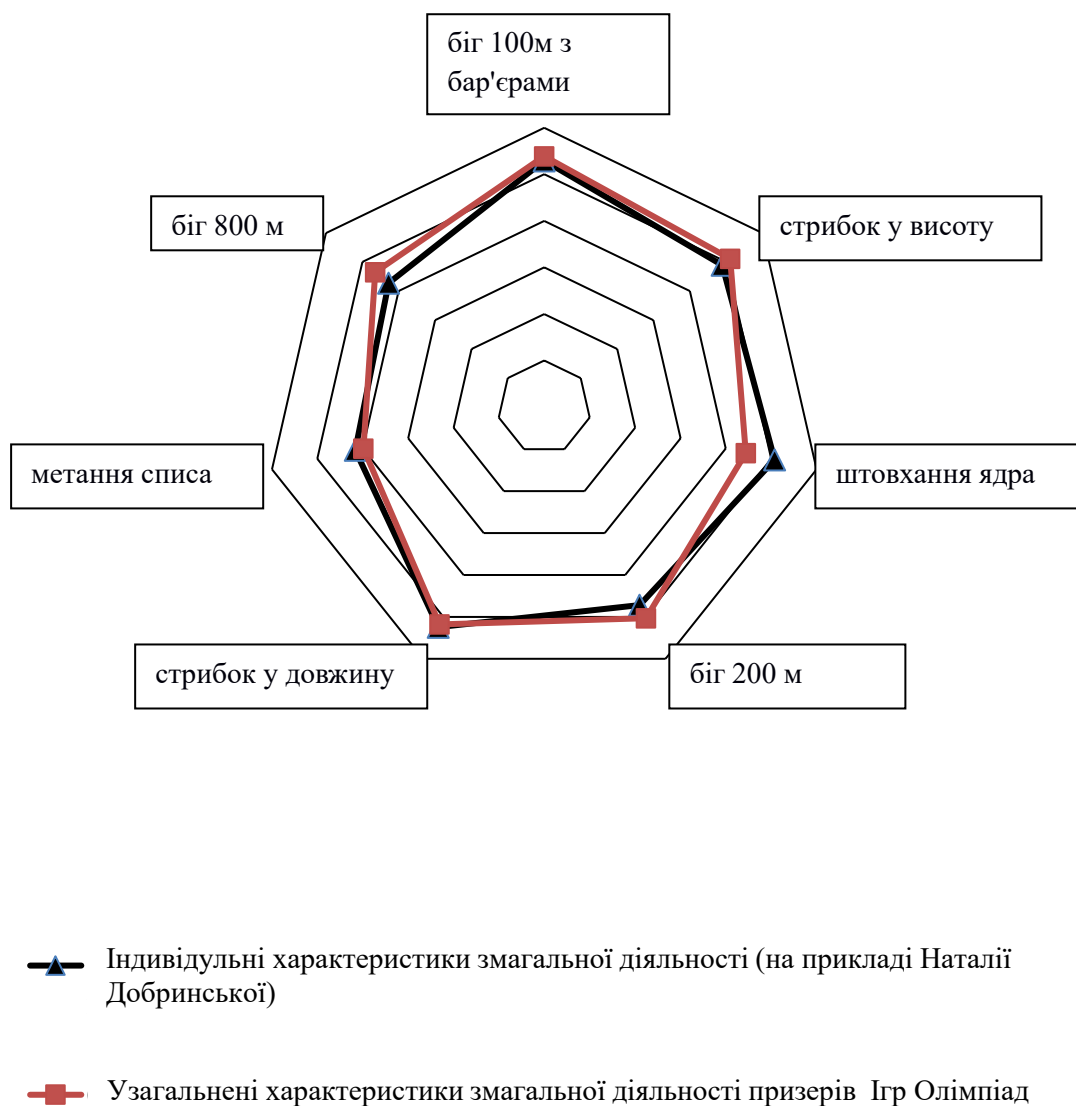 біг 100м з
бар'єрами
біг 800 м
стрибок у висоту
метання списа
штовхання ядра
стрибок у довжину
біг 200 м
Індивідульні характеристики змагальної діяльності (на прикладі Наталії
Добринської)
Узагальнені характеристики змагальної діяльності призерів Ігр Олімпіад